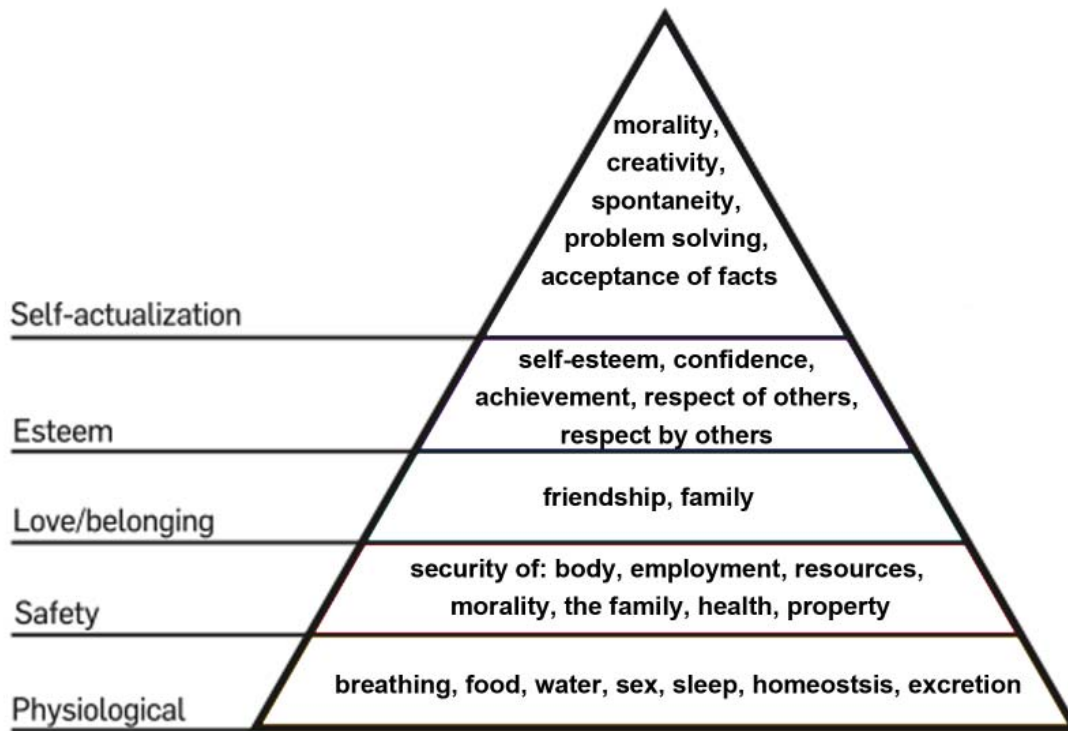 morality,
creativity,
spontaneity,
problem solving,
acceptance of facts
Self-actualization
self-esteem, confidence,
achievement, respect of others,
respect by others
Esteem
friendship, family
Love/belonging
security of: body, employment, resources,
morality, the family, health, property
Safety
breathing, food, water, sex, sleep, homeostsis, excretion
Physiological